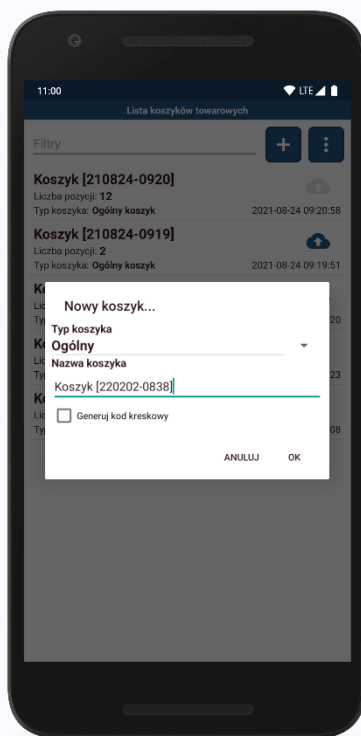 11:00 LTE
Lista koszyków towarowych
Filtry
Koszyk [210824-0920]
Liczba pozycji: 12
Typ koszyka: Ogólny koszyk 2021-08-24 09:20:58
Koszyk [210824-0919]
Liczba pozycji: 2
Typ koszyka: Ogólny koszyk 2021-08-24 09:19:51
Nowy koszyk...
Typ koszyka
Ogólny
Nazwa koszyka
Koszyk [220202-0838]
Generuj kod kreskowy
ANULUJ OK